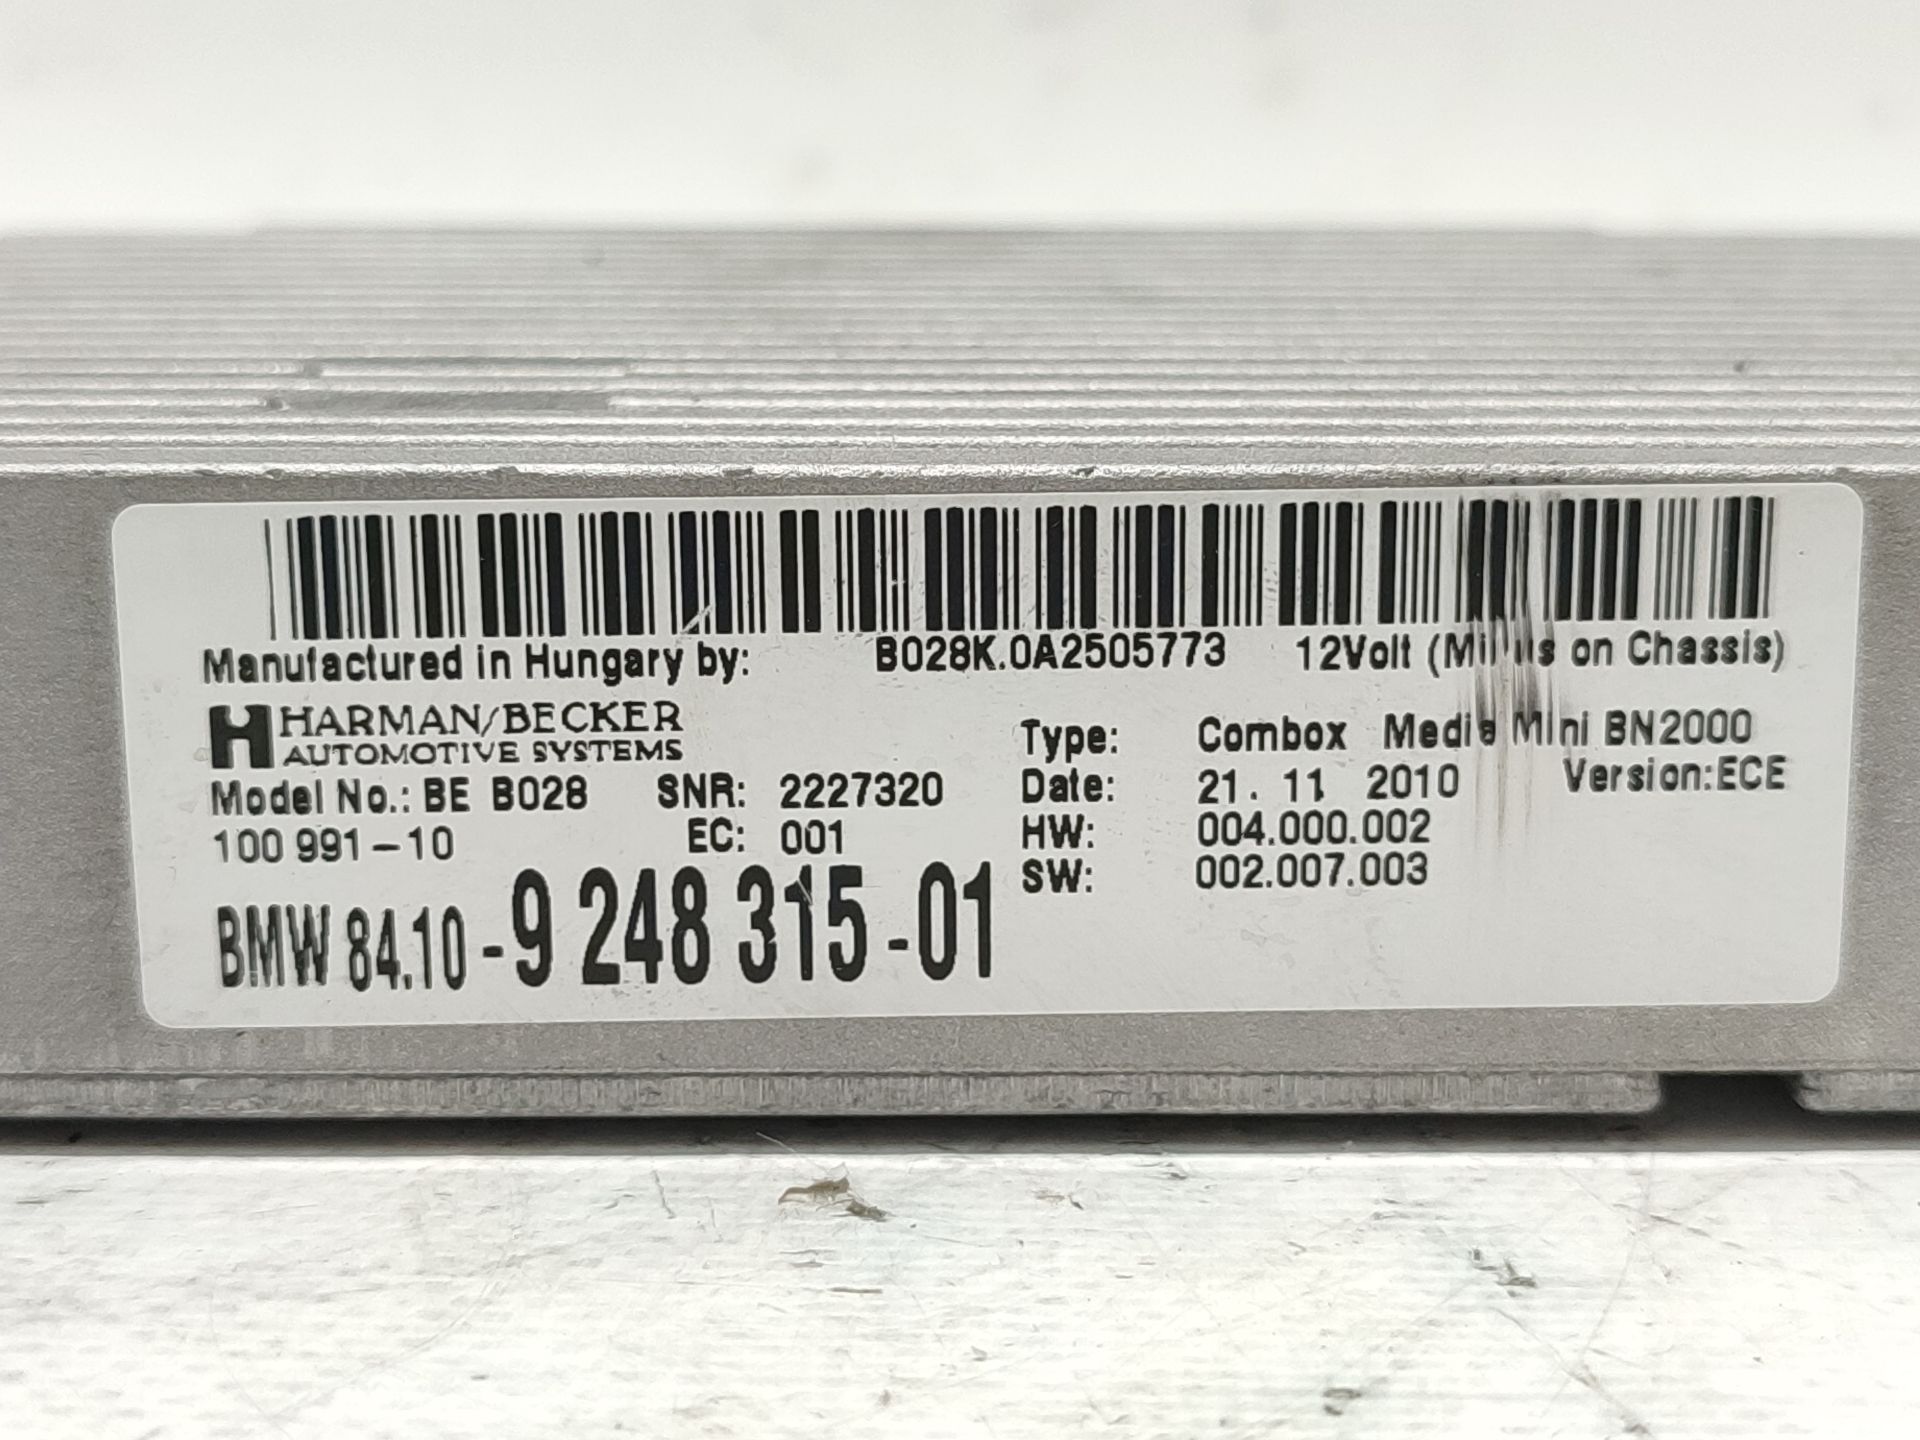 Manufactured in Hungary by: B028K.0A2505773 12Volt (Minus on Chassis)
HARMAN/BECKER
AUTOMOTIVE SYSTEMS
Type: Combox Media Mini BN2000
Model No.: BE B028 SNR: 2227320 Date: 21. 11 2010 Version:ECE
100 991-10 EC: 001 HW: 004.000.002
SW: 002.007.003
BMW 84.10-9 248 315-01